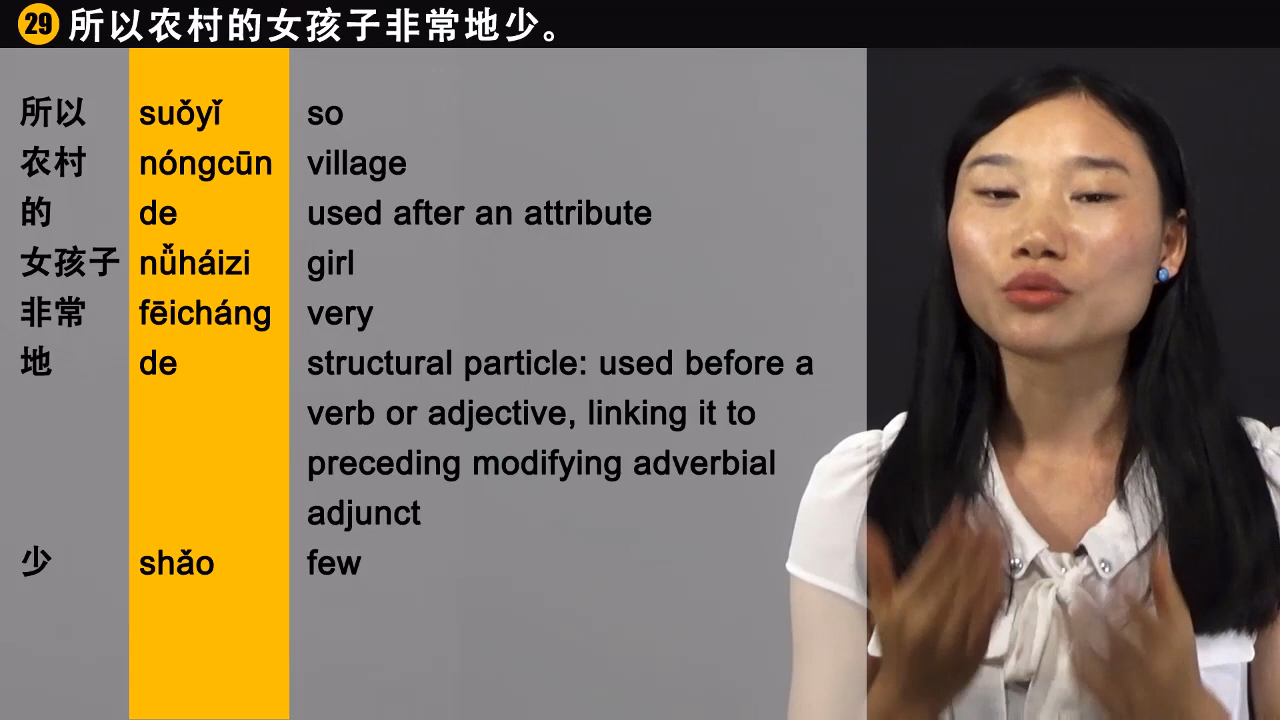 29 所以农村的女孩子非常地少。
所以 suǒyǐ so
农村 nóngcūn village
的 de used after an attribute
女孩子 nǚháizi girl
非常 fēicháng very
地 de structural particle: used before a
verb or adjective, linking it to
preceding modifying adverbial
adjunct
少 shǎo few